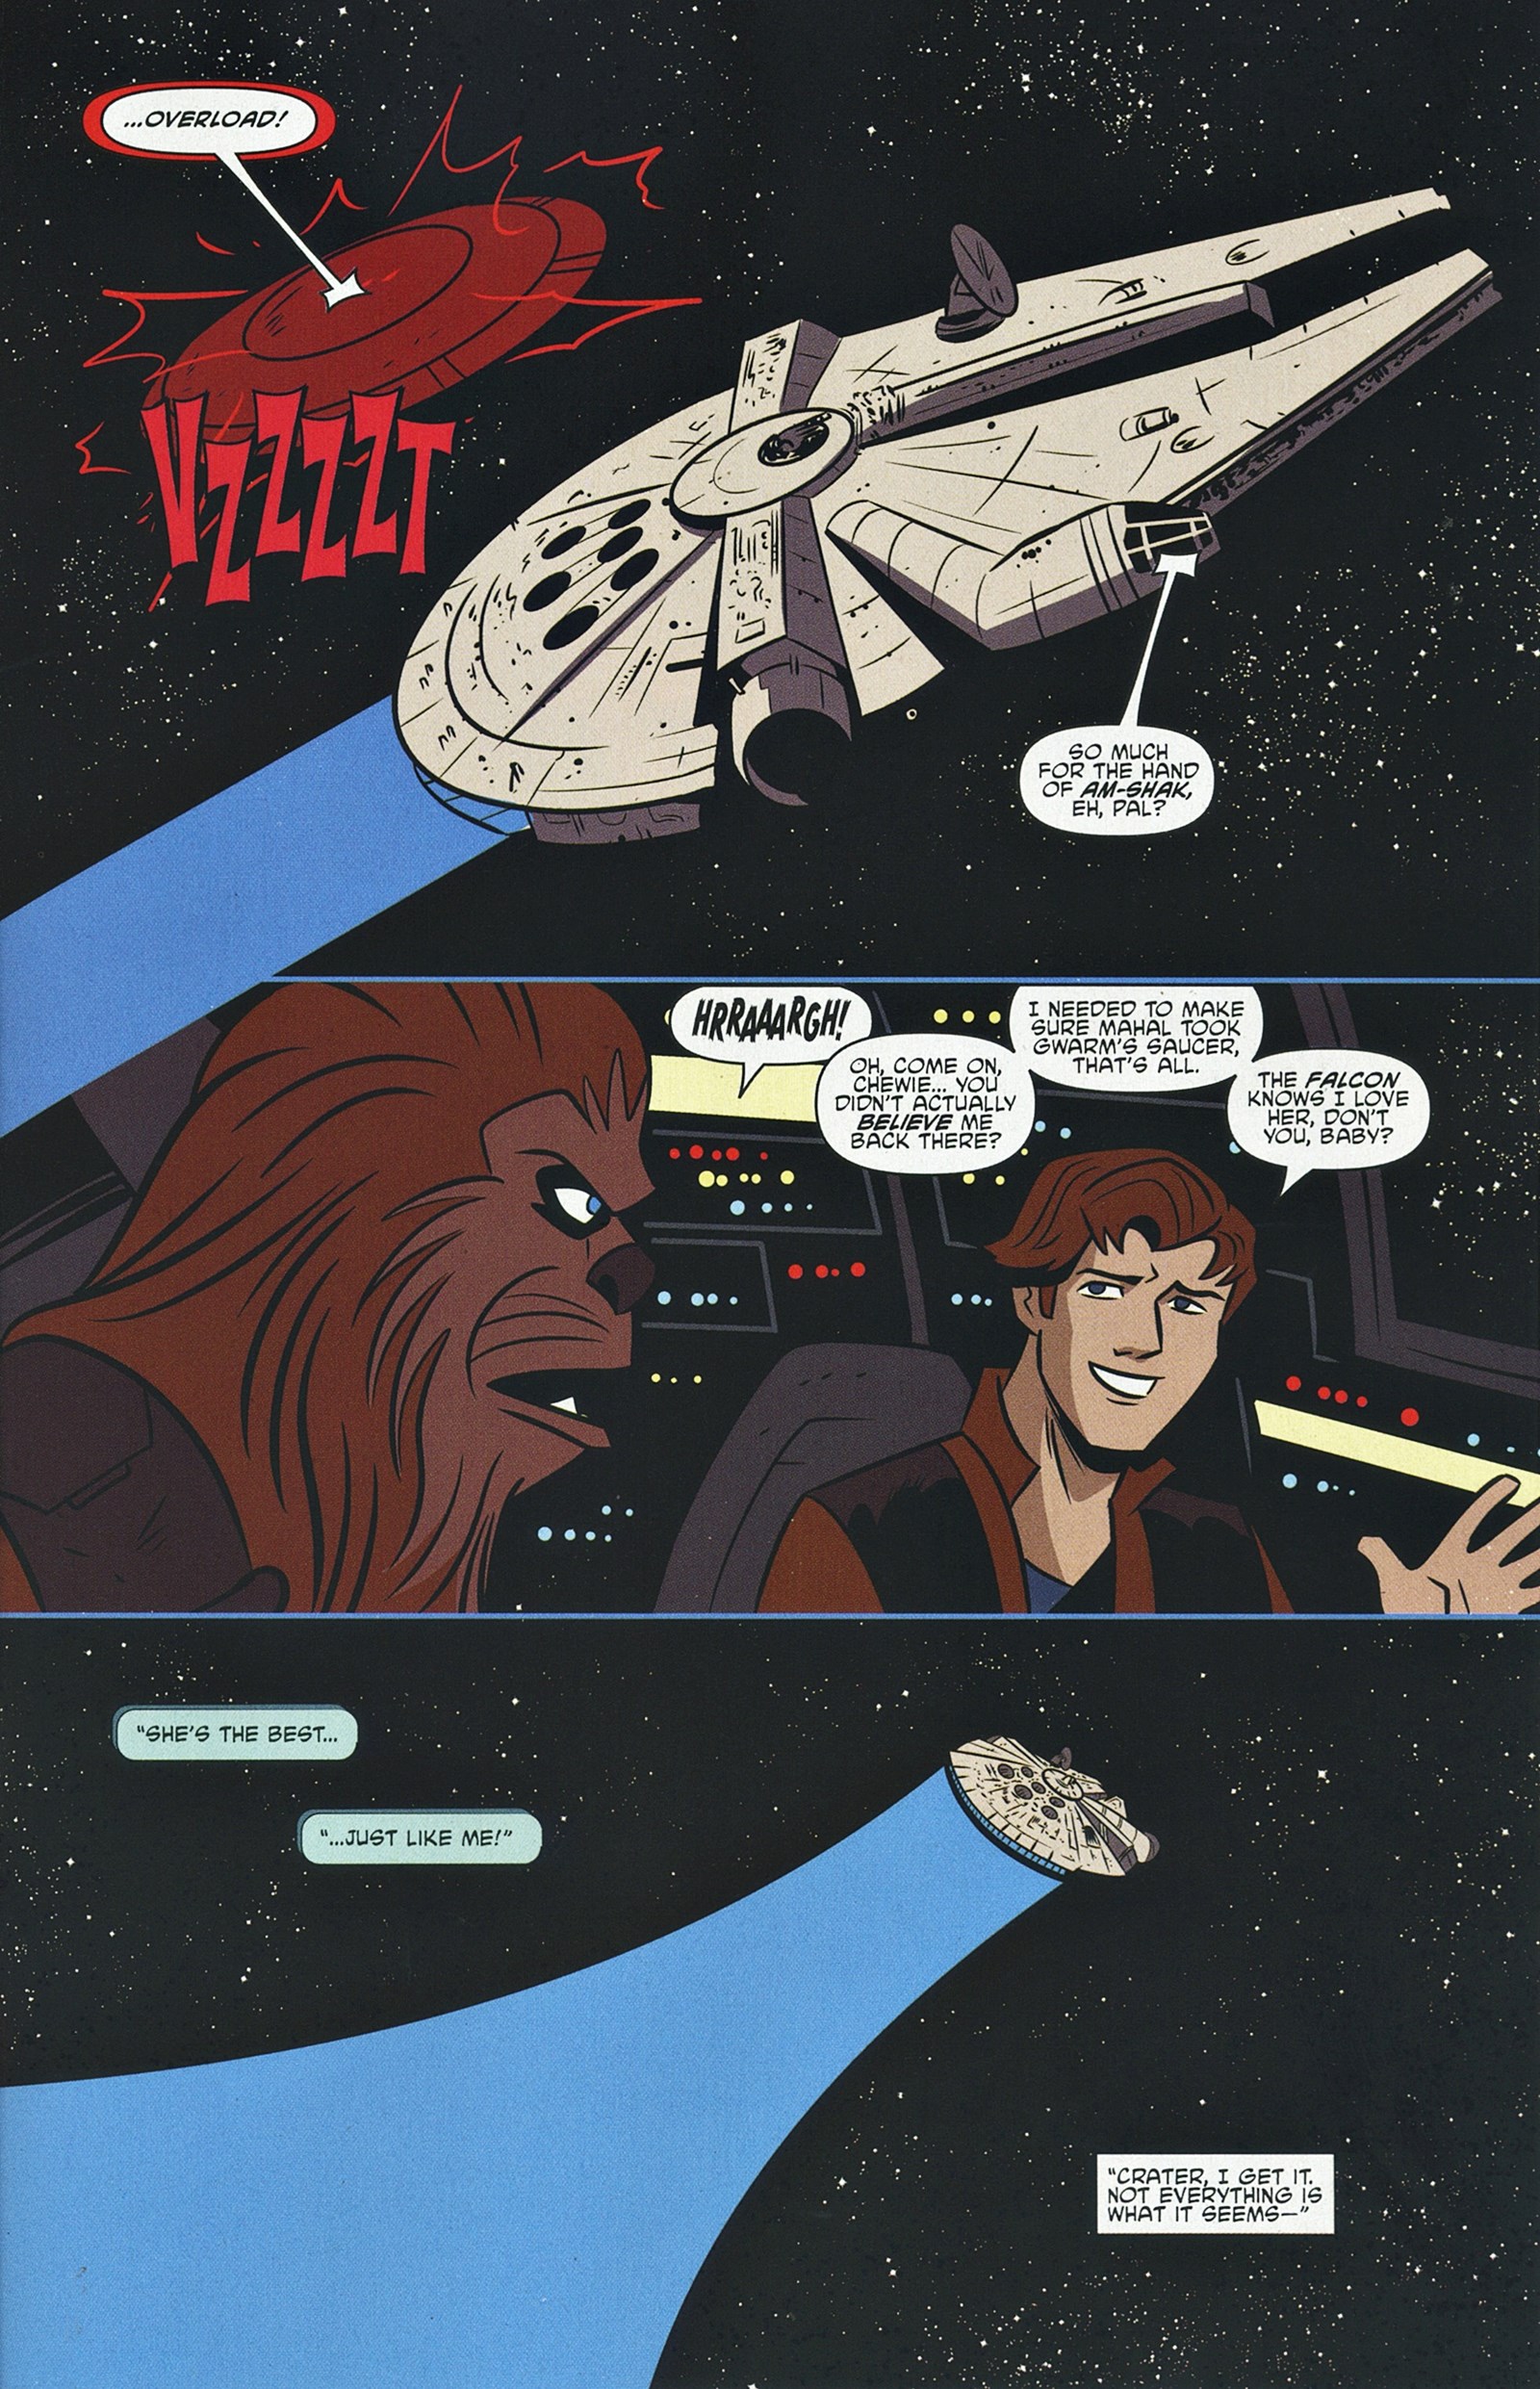 ...OVERLOAD!
VZZZZT
SO MUCH
FOR THE HAND
OF AM-SHAK,
EH, PAL?
HRRAAARGH!
OH, COME ON,
CHEWIE... YOU
DIDN'T ACTUALLY
BELIEVE ME
BACK THERE?
I NEEDED TO MAKE
SURE MAHAL TOOK
GWARM'S SAUCER,
THAT'S ALL.
THE FALCON
KNOWS I LOVE
HER, DON'T
YOU, BABY?
"SHE'S THE BEST...
"...JUST LIKE ME!"
"CRATER, I GET IT.
NOT EVERYTHING IS
WHAT IT SEEMS—"